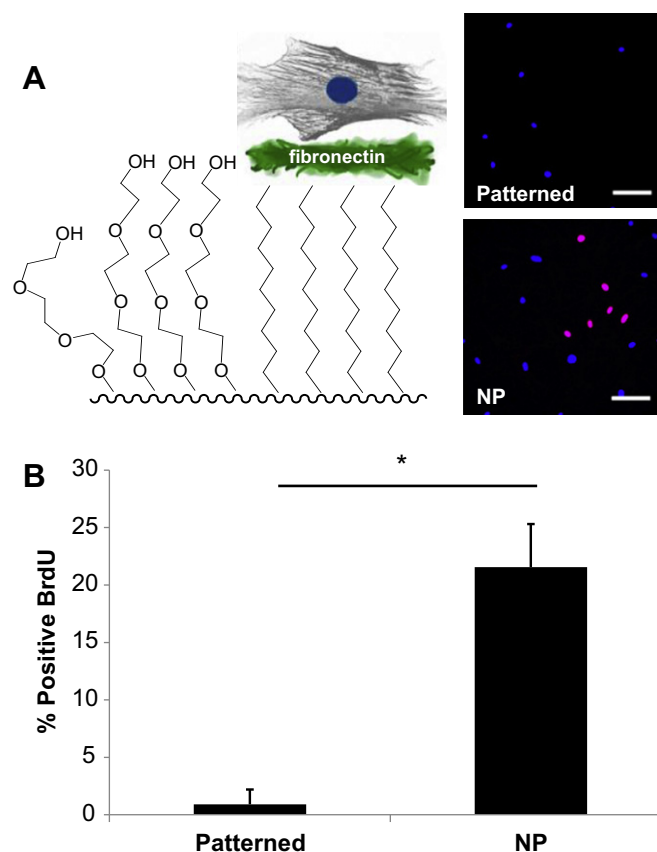 A
fibronectin
OH OH OH
OH
O O O
O
O O O
O
O O O O
Patterned
NP
B
*
30
25
20
15
10
5
0
% Positive BrdU
Patterned NP